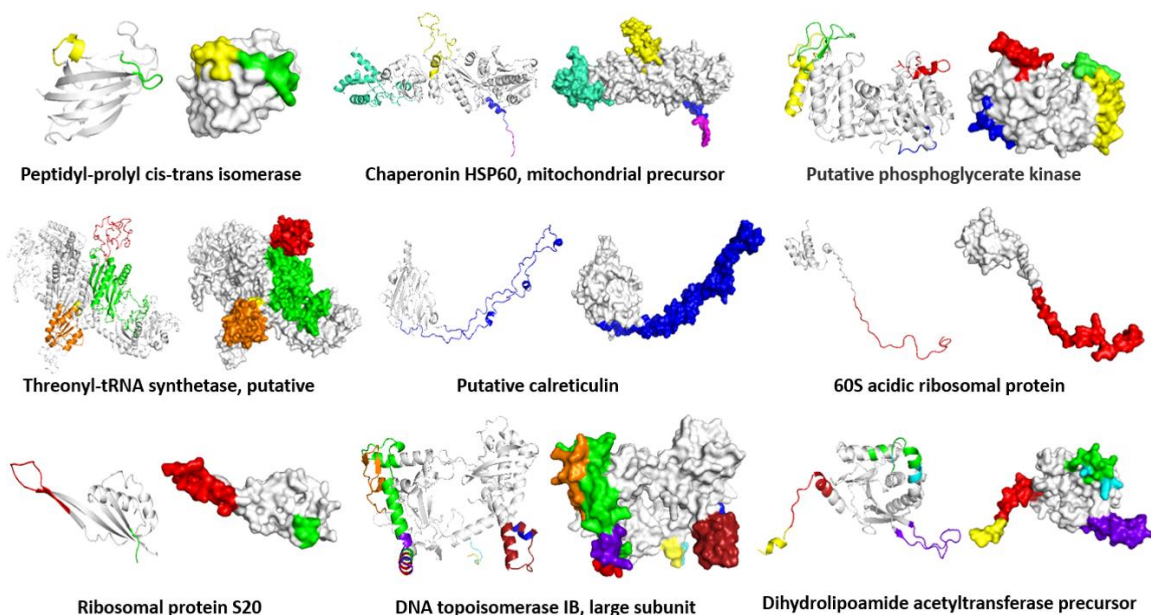 Peptidyl-prolyl cis-trans isomerase
Chaperonin HSP60, mitochondrial precursor
Putative phosphoglycerate kinase
Threonyl-tRNA synthetase, putative
Putative calreticulin
60S acidic ribosomal protein
Ribosomal protein S20
DNA topoisomerase IB, large subunit
Dihydrolipoamide acetyltransferase precursor